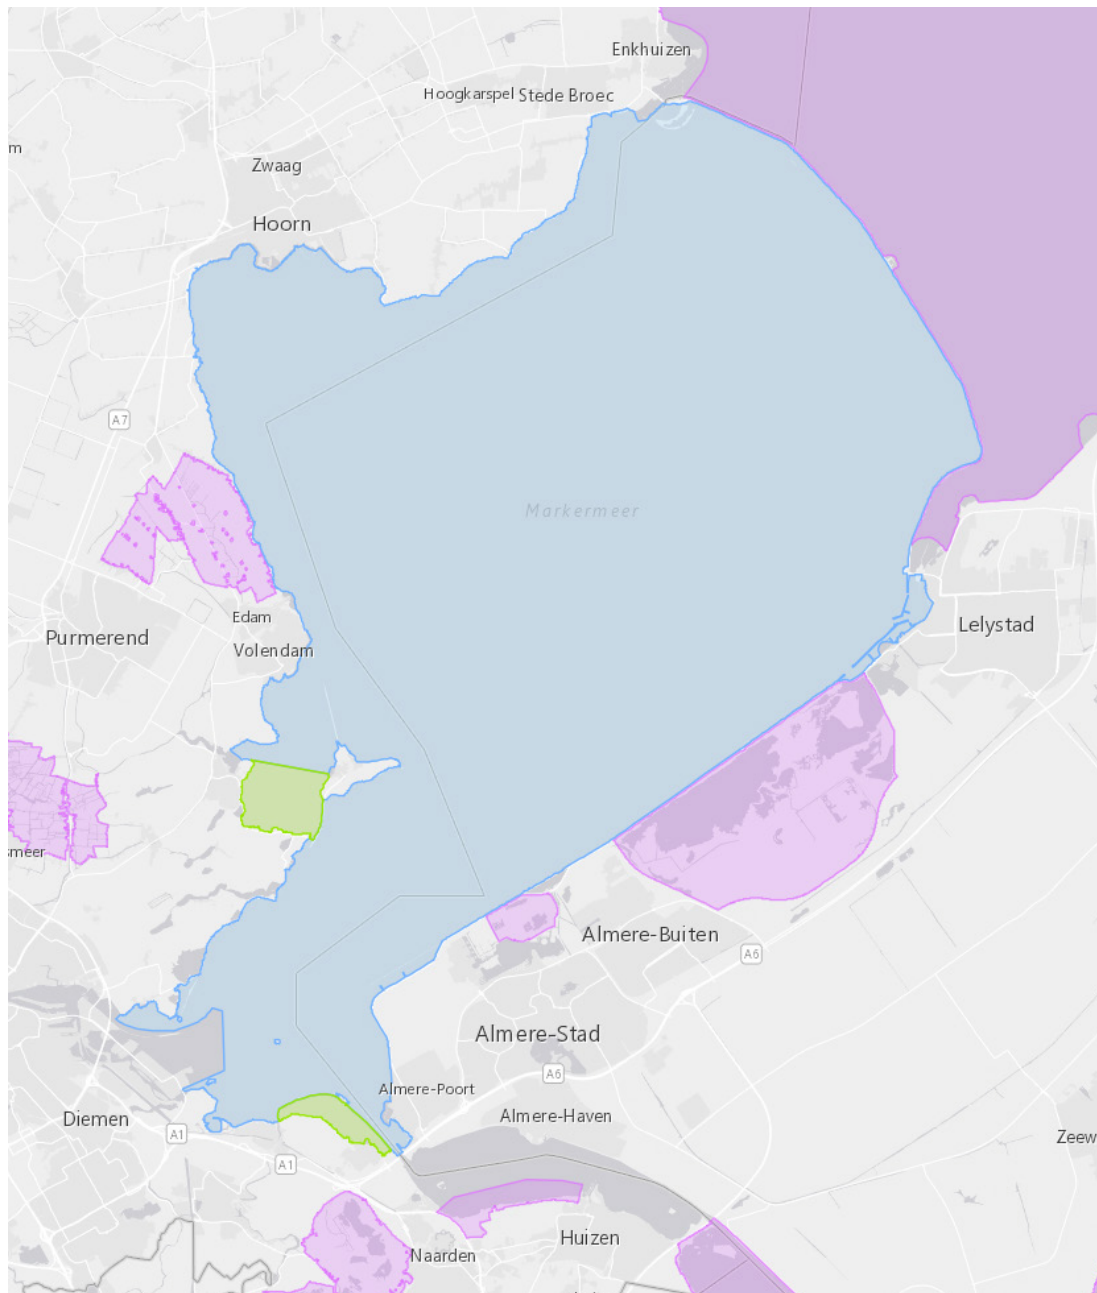 Enkhuizen
Hoogkarspel Stede Broec
m
Zwaag
Hoorn
A7
Markermeer
Edam
Purmerend
Volendam
Lelystad
smeer
Almere-Buiten
A6
Almere-Stad
A6
Almere-Poort
Almere-Haven
Diemen
A1
Zeew
A1
Huizen
Naarden